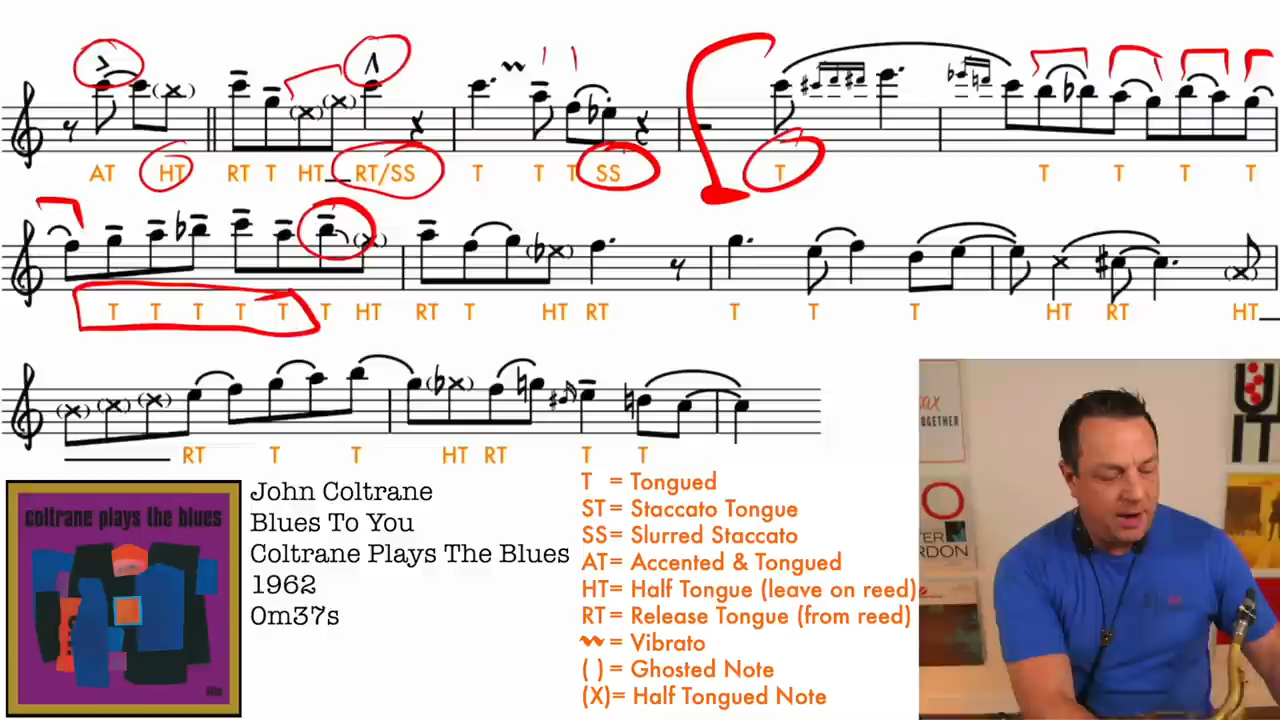 AT HT RT T HT RT/SS T T T SS T T T T T
T T T T T T HT RT T HT RT T T T HT RT HT
RT T T HT RT T T
coltrane plays the blues
John Coltrane
Blues To You
Coltrane Plays The Blues
1962
0m37s
T = Tongued
ST= Staccato Tongue
SS= Slurred Staccato
AT= Accented & Tongued
HT= Half Tongue (leave on reed)
RT= Release Tongue (from reed)
= Vibrato
( ) = Ghosted Note
(X)= Half Tongued Note
TOGETHER
U
IT